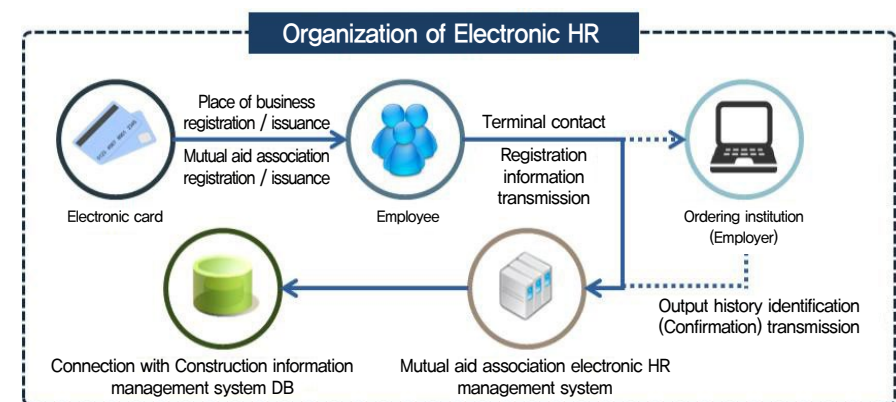 Organization of Electronic HR
Place of business
registration / issuance
Mutual aid association
registration / issuance
Terminal contact
Registration
information
transmission
Electronic card
Employee
Ordering institution
(Employer)
Output history identification
(Confirmation) transmission
Connection with Construction information
management system DB
Mutual aid association electronic HR
management system